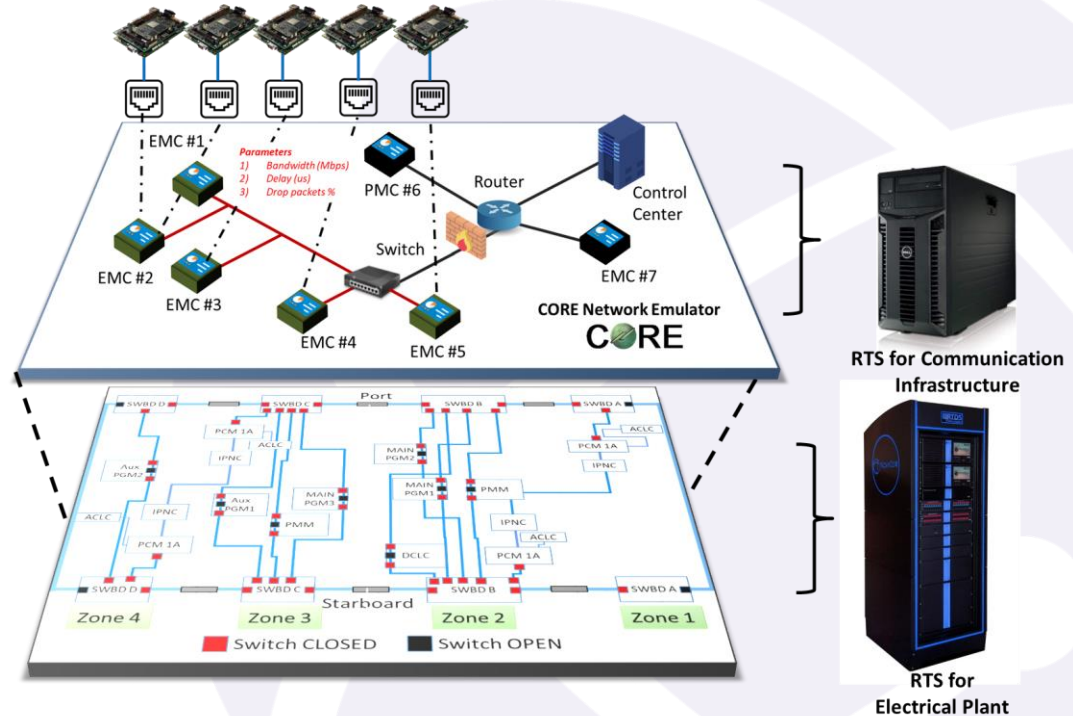 EMC #1
Parameters
1) Bandwidth (Mbps)
2) Delay (us)
3) Drop packets %
PMC #6
Router
Control
Center
EMC #2
EMC #3
Switch
EMC #7
EMC #4
EMC #5
CORE Network Emulator
CORE
DELL
RTS for Communication
Infrastructure
SWBD D
SWBD C
Port
SWBD B
SWBD A
PCM 1A
ACLC
IPNC
Aux
PGM2
MAIN
PGM2
ACLC
PCM 1A
IPNC
Aux
PGM1
MAIN
PGM3
MAIN
PGM1
PMM
ACLC
IPNC
PMM
IPNC
ACLC
PCM 1A
DCLC
PCM 1A
SWBD D
SWBD C
SWBD B
SWBD A
Starboard
Zone 4
Zone 3
Zone 2
Zone 1
Switch CLOSED
Switch OPEN
RTDS
RTS for
Electrical Plant